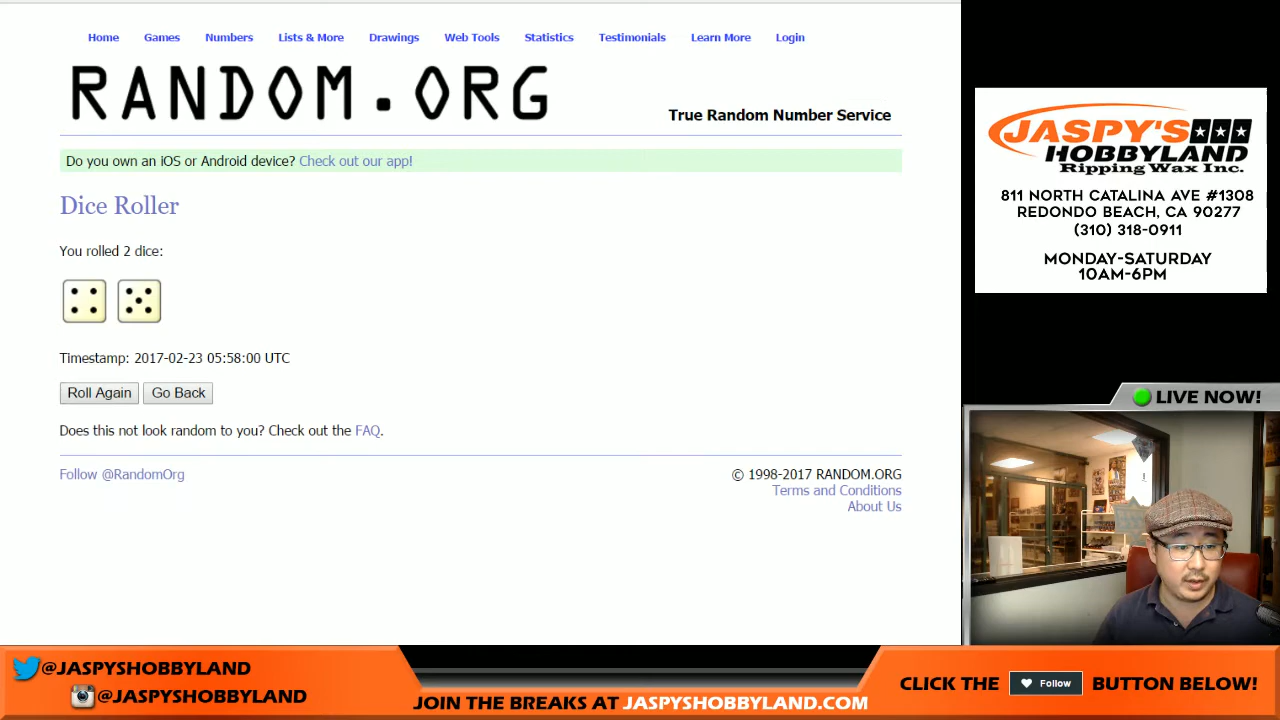 Home Games Numbers Lists & More Drawings Web Tools Statistics Testimonials Learn More Login
RANDOM.ORG
True Random Number Service
Do you own an iOS or Android device? Check out our app!
Dice Roller
You rolled 2 dice:
Timestamp: 2017-02-23 05:58:00 UTC
Roll Again Go Back
Does this not look random to you? Check out the FAQ.
Follow @RandomOrg
© 1998-2017 RANDOM.ORG
Terms and Conditions
About Us
JASPY'S
HOBBYLAND
Ripping Wax Inc.
811 NORTH CATALINA AVE #1308
REDONDO BEACH, CA 90277
(310) 318-0911
MONDAY-SATURDAY
10AM-6PM
LIVE NOW!
@JASPYSHOBBYLAND
@JASPYSHOBBYLAND
JOIN THE BREAKS AT JASPYSHOBBYLAND.COM
CLICK THE Follow BUTTON BELOW!